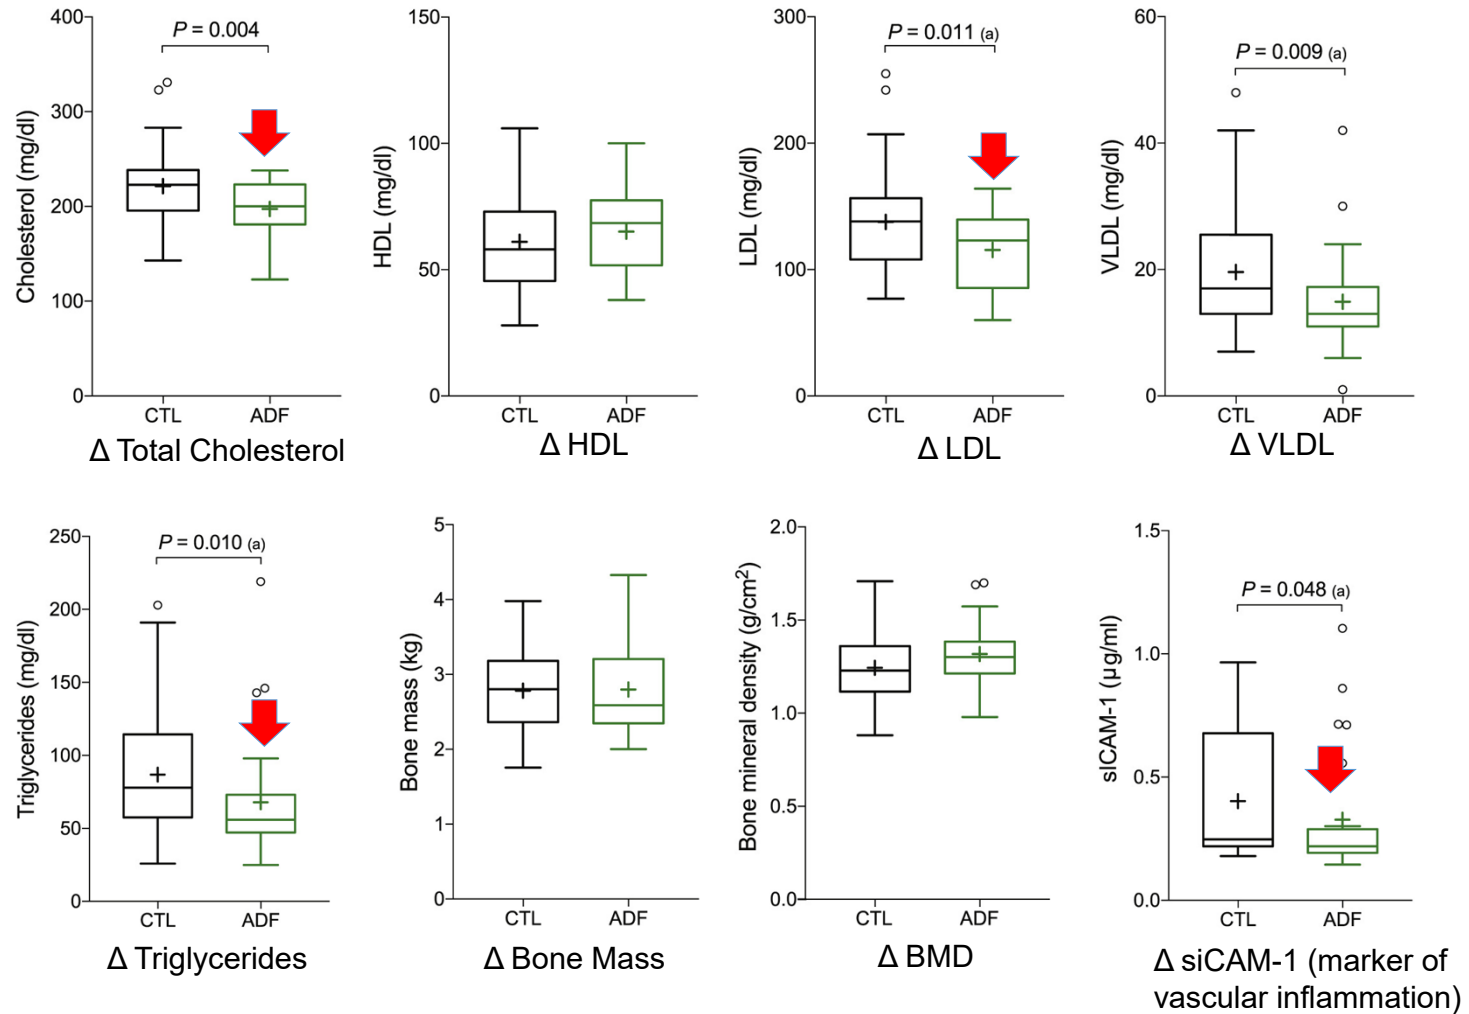 Cholesterol (mg/dl)
400
300
200
100
0
P = 0.004
CTL
ADF
Δ Total Cholesterol
HDL (mg/dl)
150
100
50
0
CTL
ADF
Δ HDL
LDL (mg/dl)
300
200
100
0
P = 0.011 (a)
CTL
ADF
Δ LDL
VLDL (mg/dl)
60
40
20
0
P = 0.009 (a)
CTL
ADF
Δ VLDL
Triglycerides (mg/dl)
250
200
150
100
50
0
P = 0.010 (a)
CTL
ADF
Δ Triglycerides
Bone mass (kg)
5
4
3
2
1
0
CTL
ADF
Δ Bone Mass
Bone mineral density (g/cm²)
2.0
1.5
1.0
0.5
0.0
CTL
ADF
Δ BMD
sICAM-1 (μg/ml)
1.5
1.0
0.5
0.0
P = 0.048 (a)
CTL
ADF
Δ siCAM-1 (marker of
vascular inflammation)